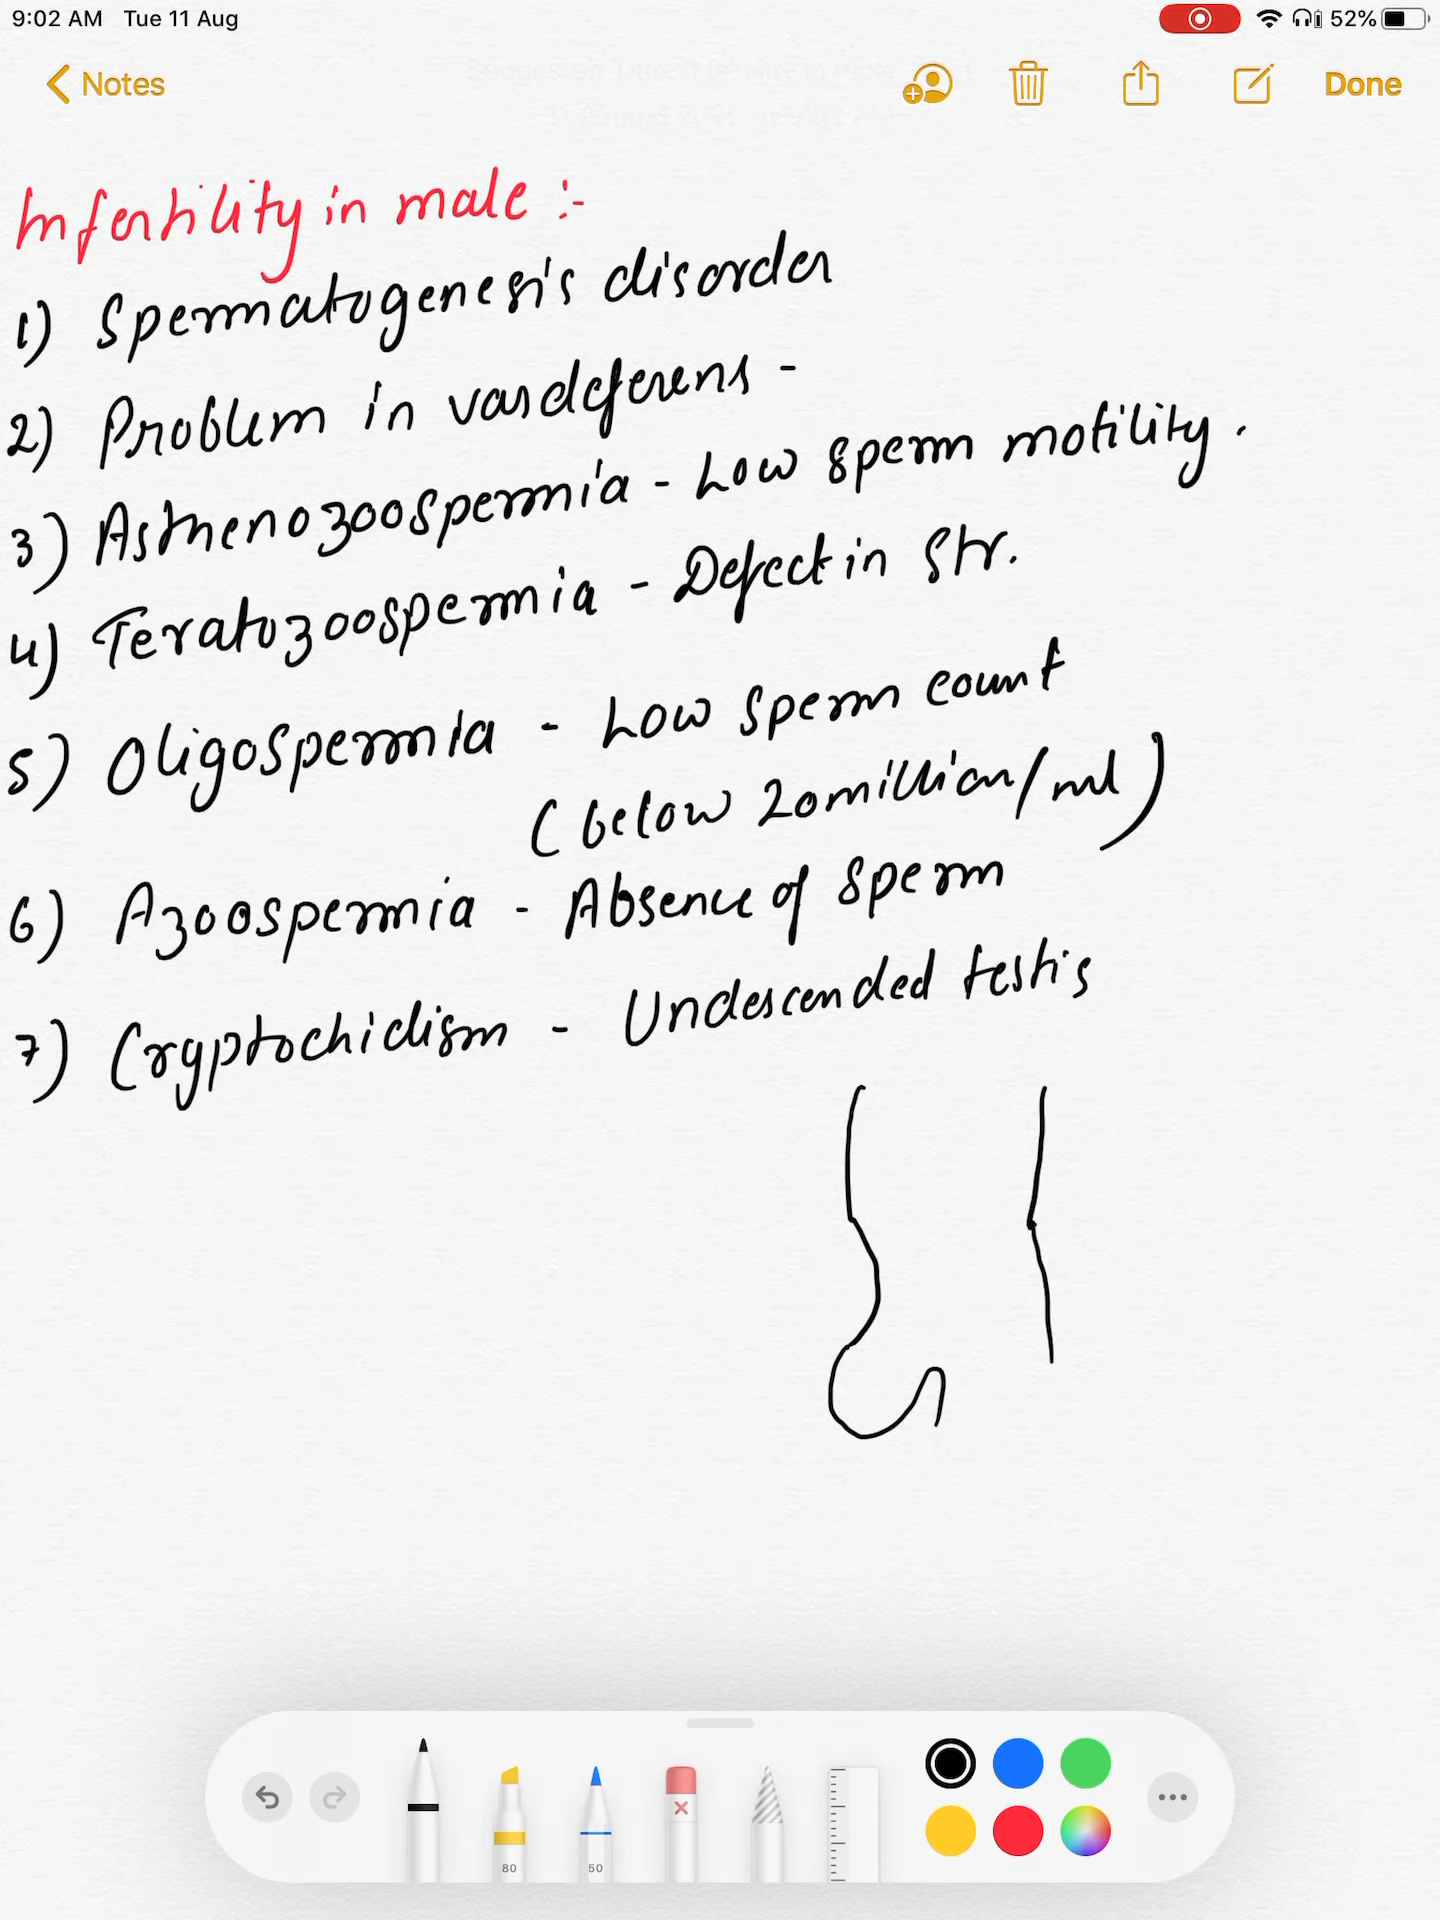 9:02 AM Tue 11 Aug 52%
Notes Done
Infertility in male :-
1) Spermatogenesis disorder
2) Problem in vasdeferens -
3) Asthenozoospermia - Low sperm motility.
4) Teratozoospermia - Defect in Str.
5) Oligospermia - Low sperm count
(below 20million/ml)
6) Azoospermia - Absence of sperm
7) Cryptochidism - Undescended testis
80 50